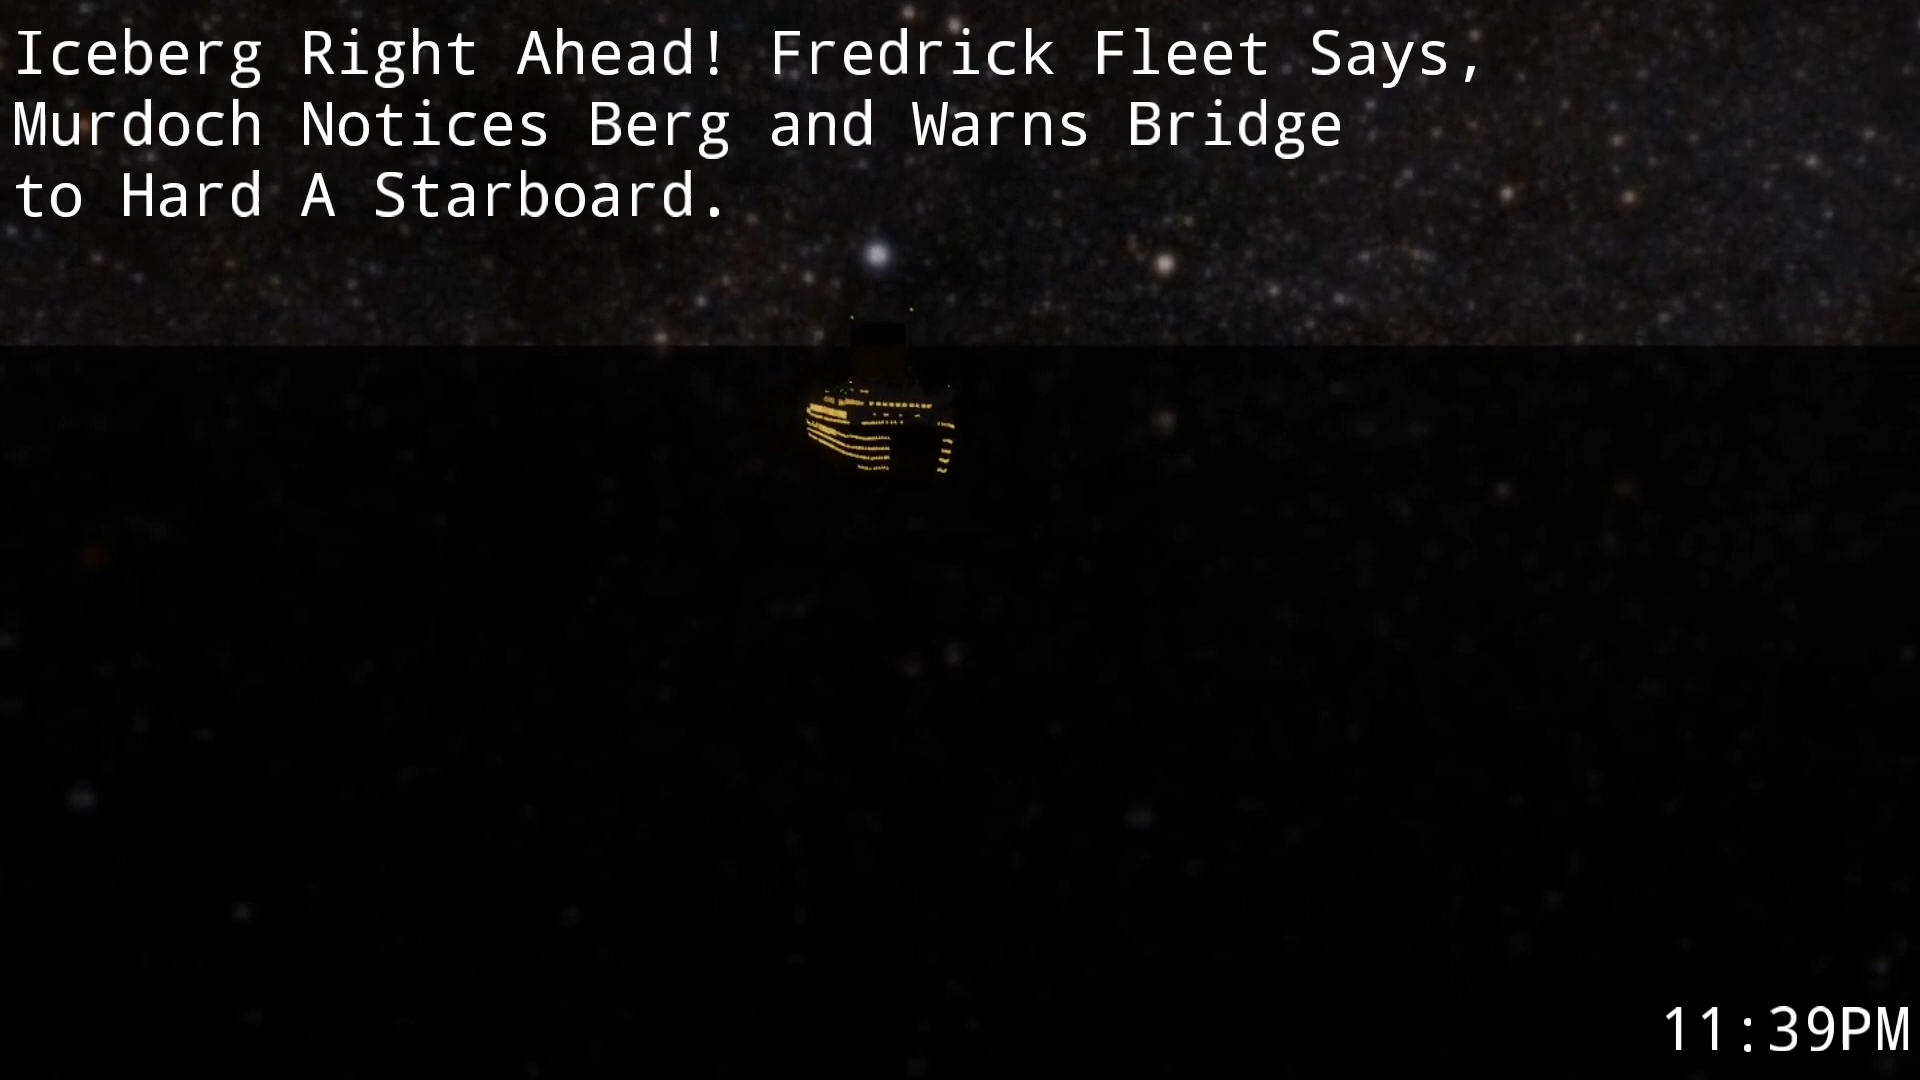 Iceberg Right Ahead! Fredrick Fleet Says,
Murdoch Notices Berg and Warns Bridge
to Hard A Starboard.
11:39PM